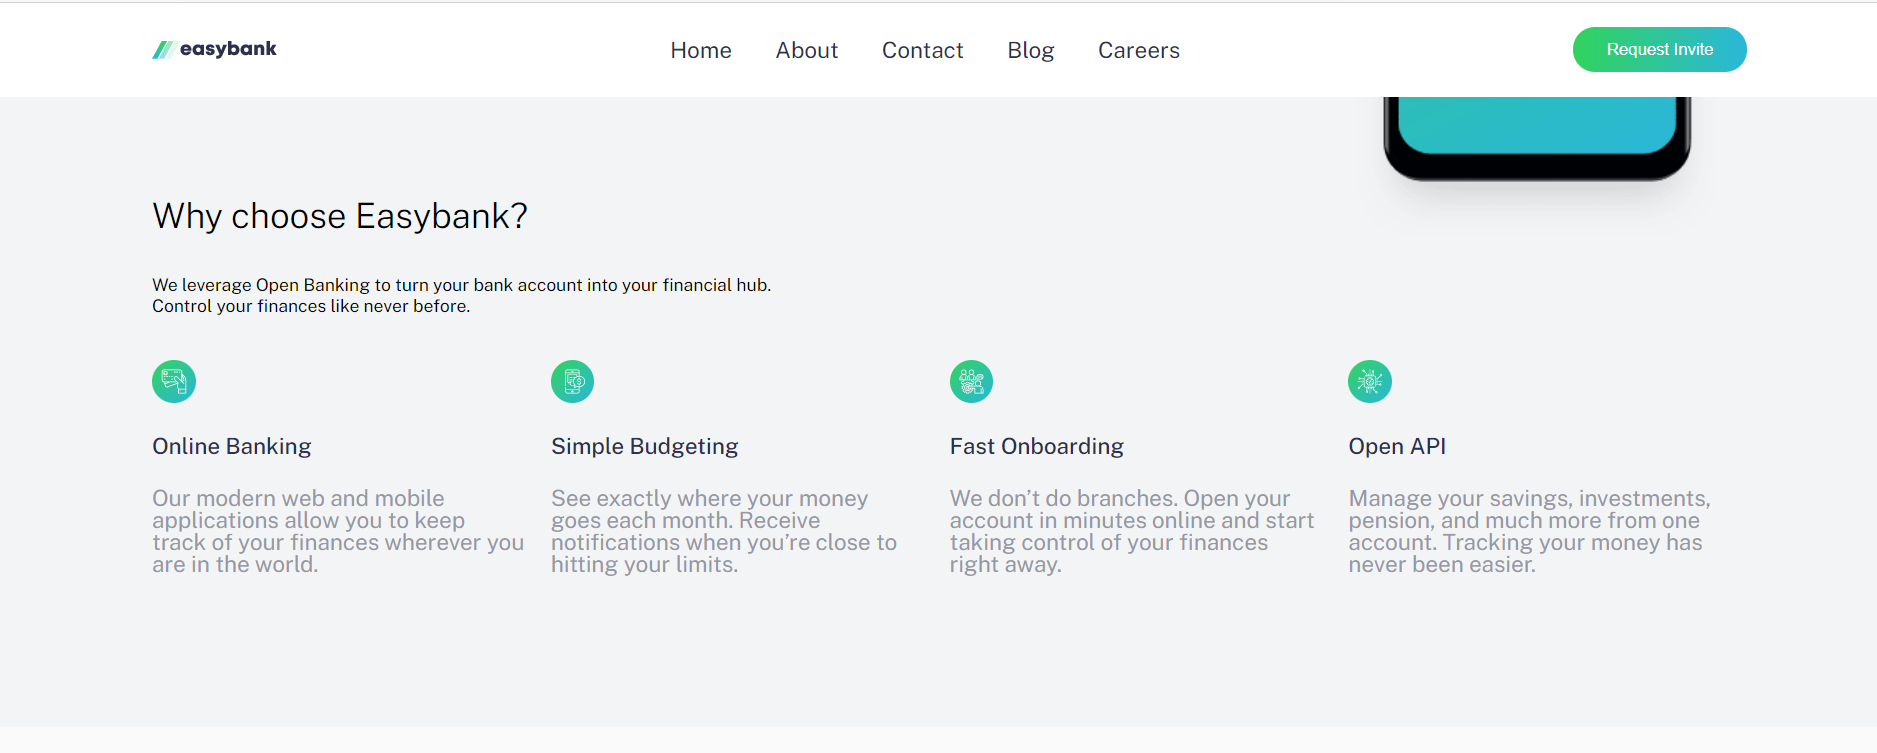 easybank
Home About Contact Blog Careers
Request Invite
Why choose Easybank?
We leverage Open Banking to turn your bank account into your financial hub.
Control your finances like never before.
Online Banking
Our modern web and mobile
applications allow you to keep
track of your finances wherever you
are in the world.
Simple Budgeting
See exactly where your money
goes each month. Receive
notifications when you’re close to
hitting your limits.
Fast Onboarding
We don’t do branches. Open your
account in minutes online and start
taking control of your finances
right away.
Open API
Manage your savings, investments,
pension, and much more from one
account. Tracking your money has
never been easier.